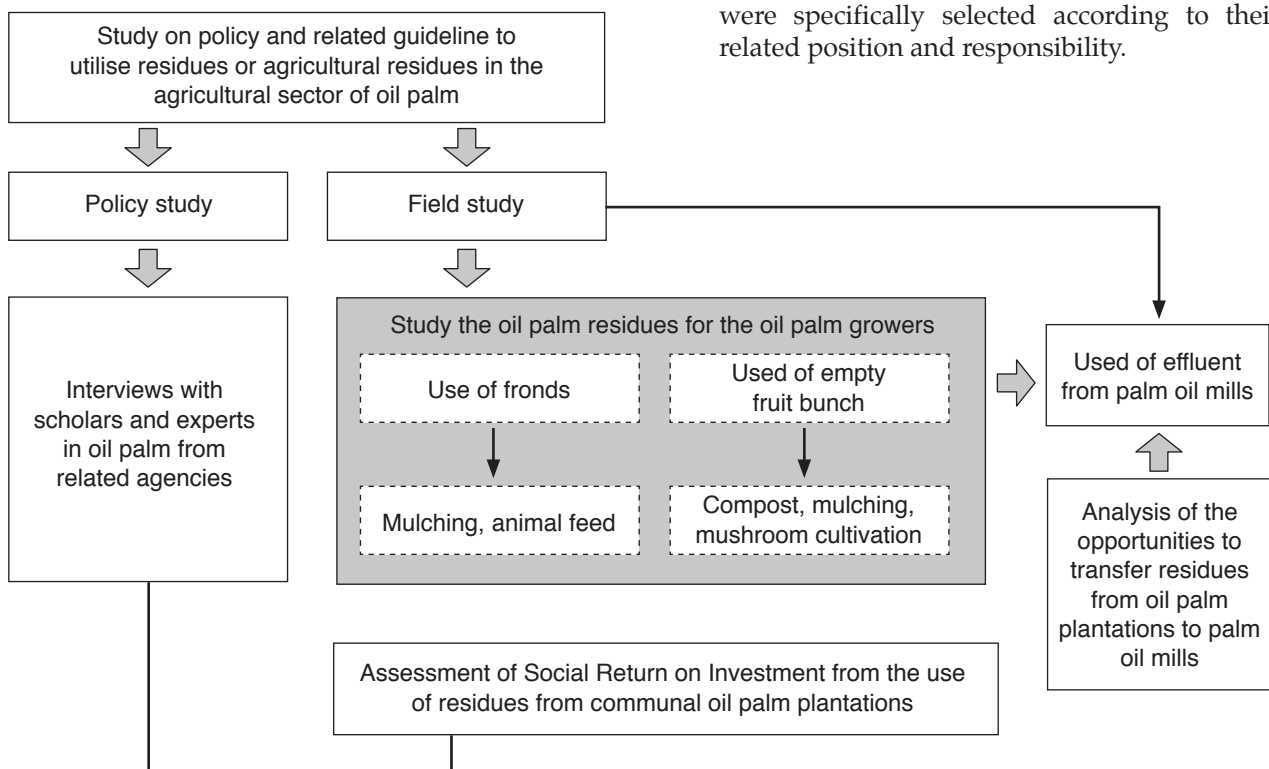 were specifically selected according to thei
related position and responsibility.
Study on policy and related guideline to
utilise residues or agricultural residues in the
agricultural sector of oil palm
Policy study
Field study
Interviews with
scholars and experts
in oil palm from
related agencies
Study the oil palm residues for the oil palm growers
Use of fronds
Used of empty
fruit bunch
Mulching, animal feed
Compost, mulching,
mushroom cultivation
Used of effluent
from palm oil mills
Analysis of the
opportunities to
transfer residues
from oil palm
plantations to palm
oil mills
Assessment of Social Return on Investment from the use
of residues from communal oil palm plantations